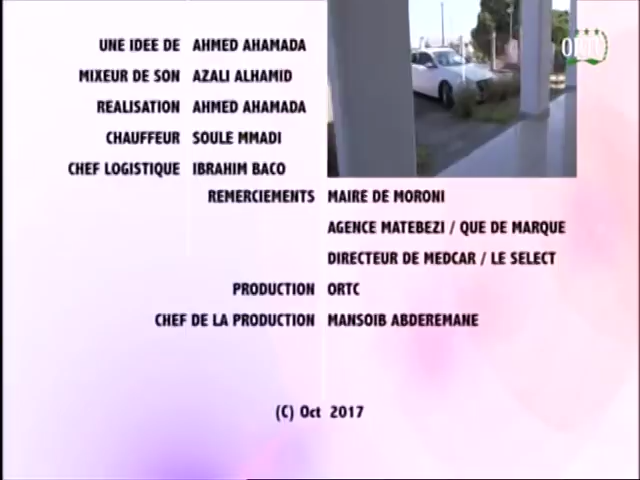 UNE IDEE DE AHMED AHAMADA
MIXEUR DE SON AZALI ALHAMID
REALISATION AHMED AHAMADA
CHAUFFEUR SOULE MMADI
CHEF LOGISTIQUE IBRAHIM BACO
REMERCIEMENTS MAIRE DE MORONI
AGENCE MATEBEZI / QUE DE MARQUE
DIRECTEUR DE MEDCAR / LE SELECT
PRODUCTION ORTC
CHEF DE LA PRODUCTION MANSOIB ABDEREMANE
(C) Oct 2017